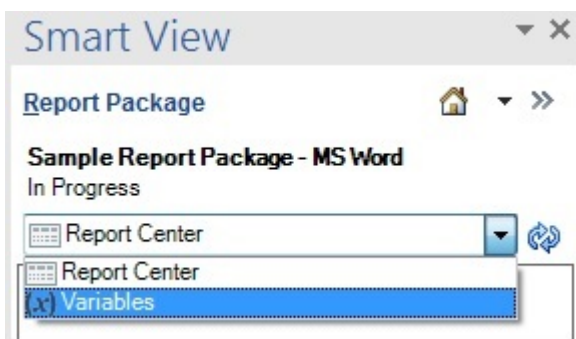 Smart View
Report Package
Sample Report Package - MS Word
In Progress
Report Center
Report Center
(x) Variables